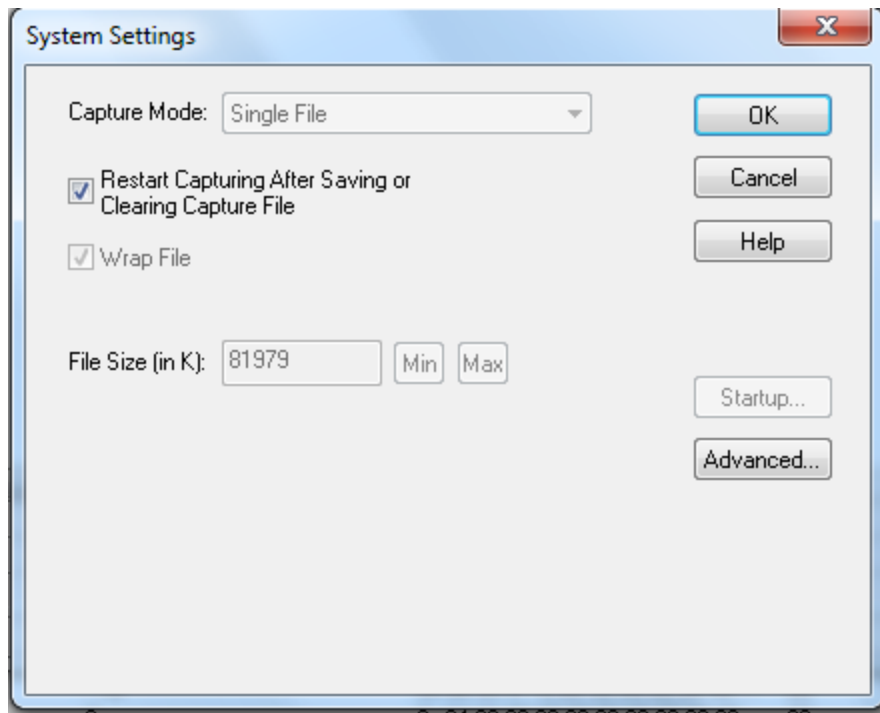 System Settings
Capture Mode: Single File
OK
Restart Capturing After Saving or
Clearing Capture File
Cancel
Wrap File
Help
File Size (in K): 81979 Min Max
Startup...
Advanced...